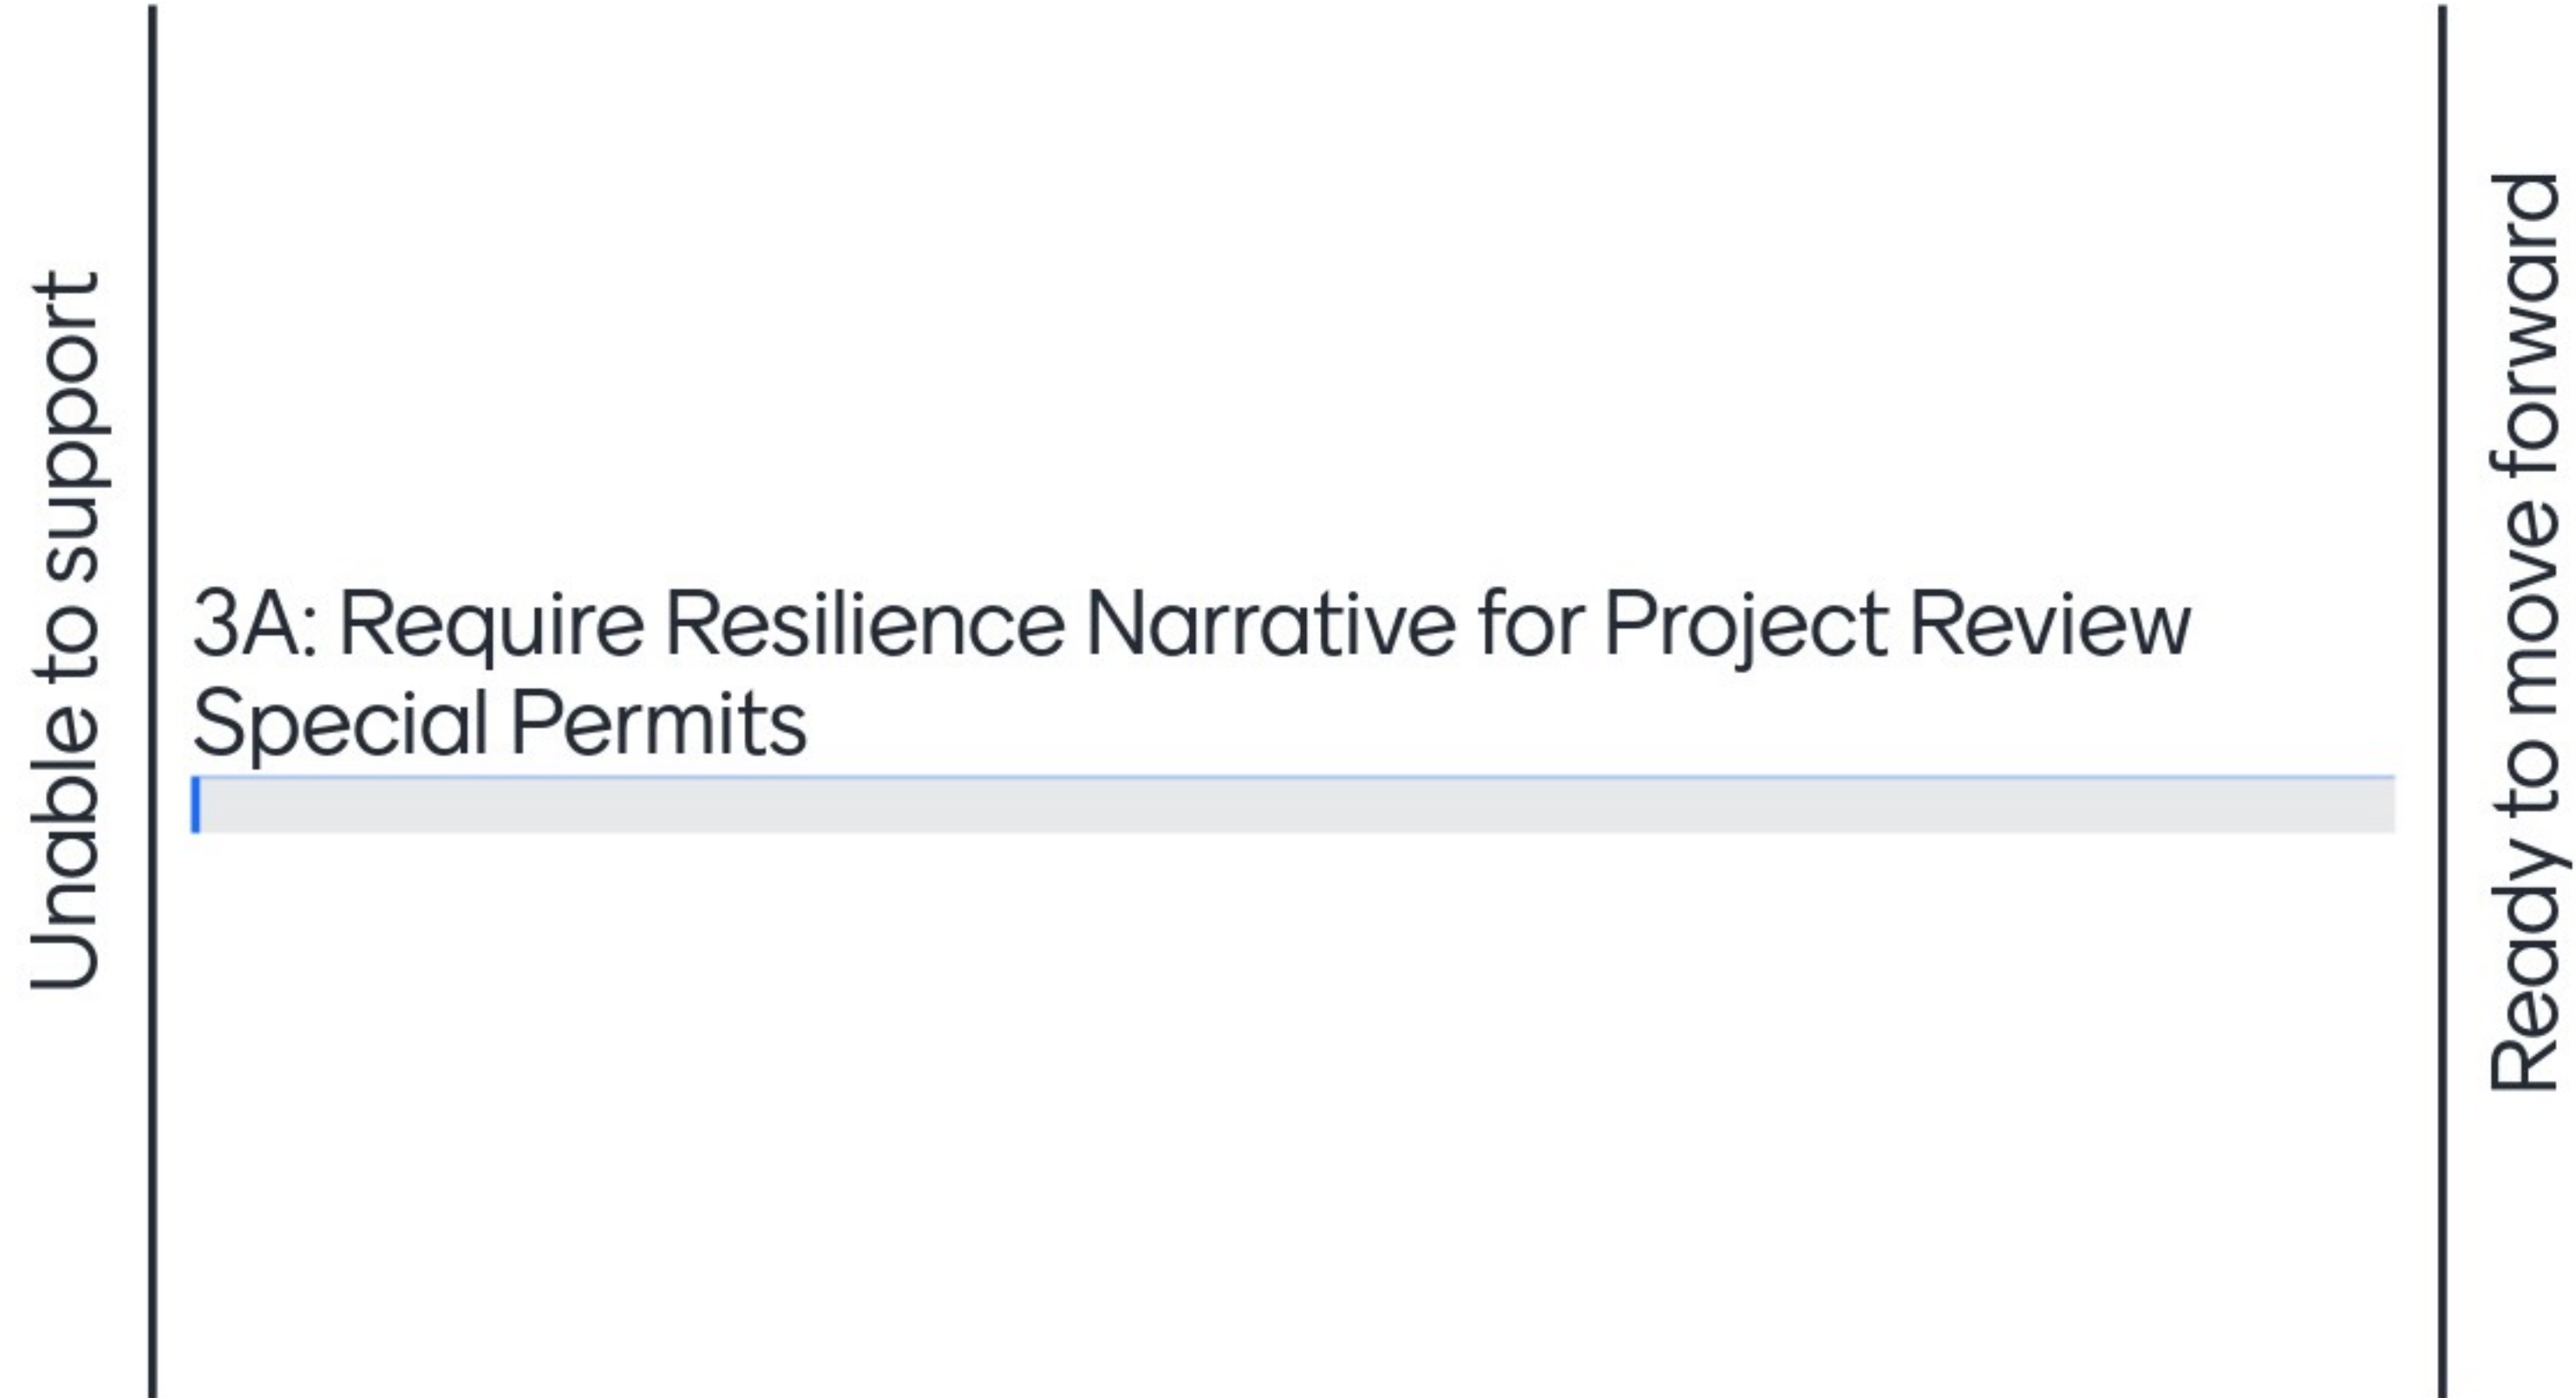 Unable to support
3A: Require Resilience Narrative for Project Review
Special Permits
Ready to move forward